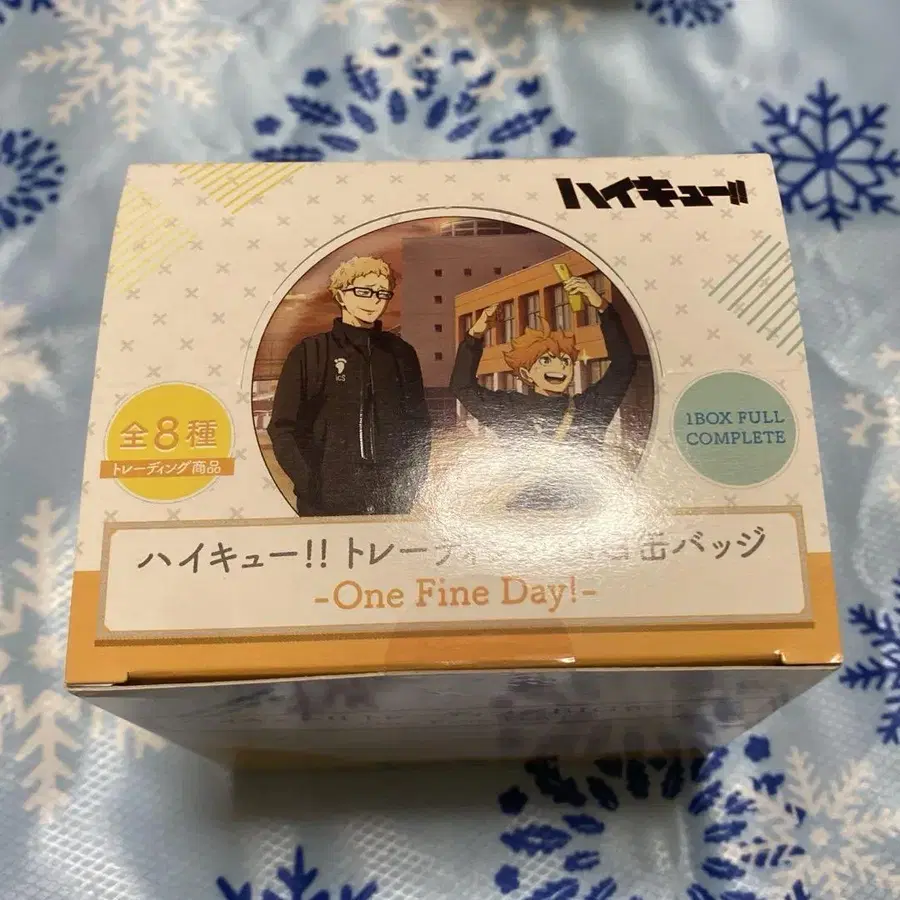 ハイキュー!!
KS
全8種
トレーディング商品
1BOX FULL
COMPLETE
ハイキュー!! トレーディ 缶バッジ
-One Fine Day!-